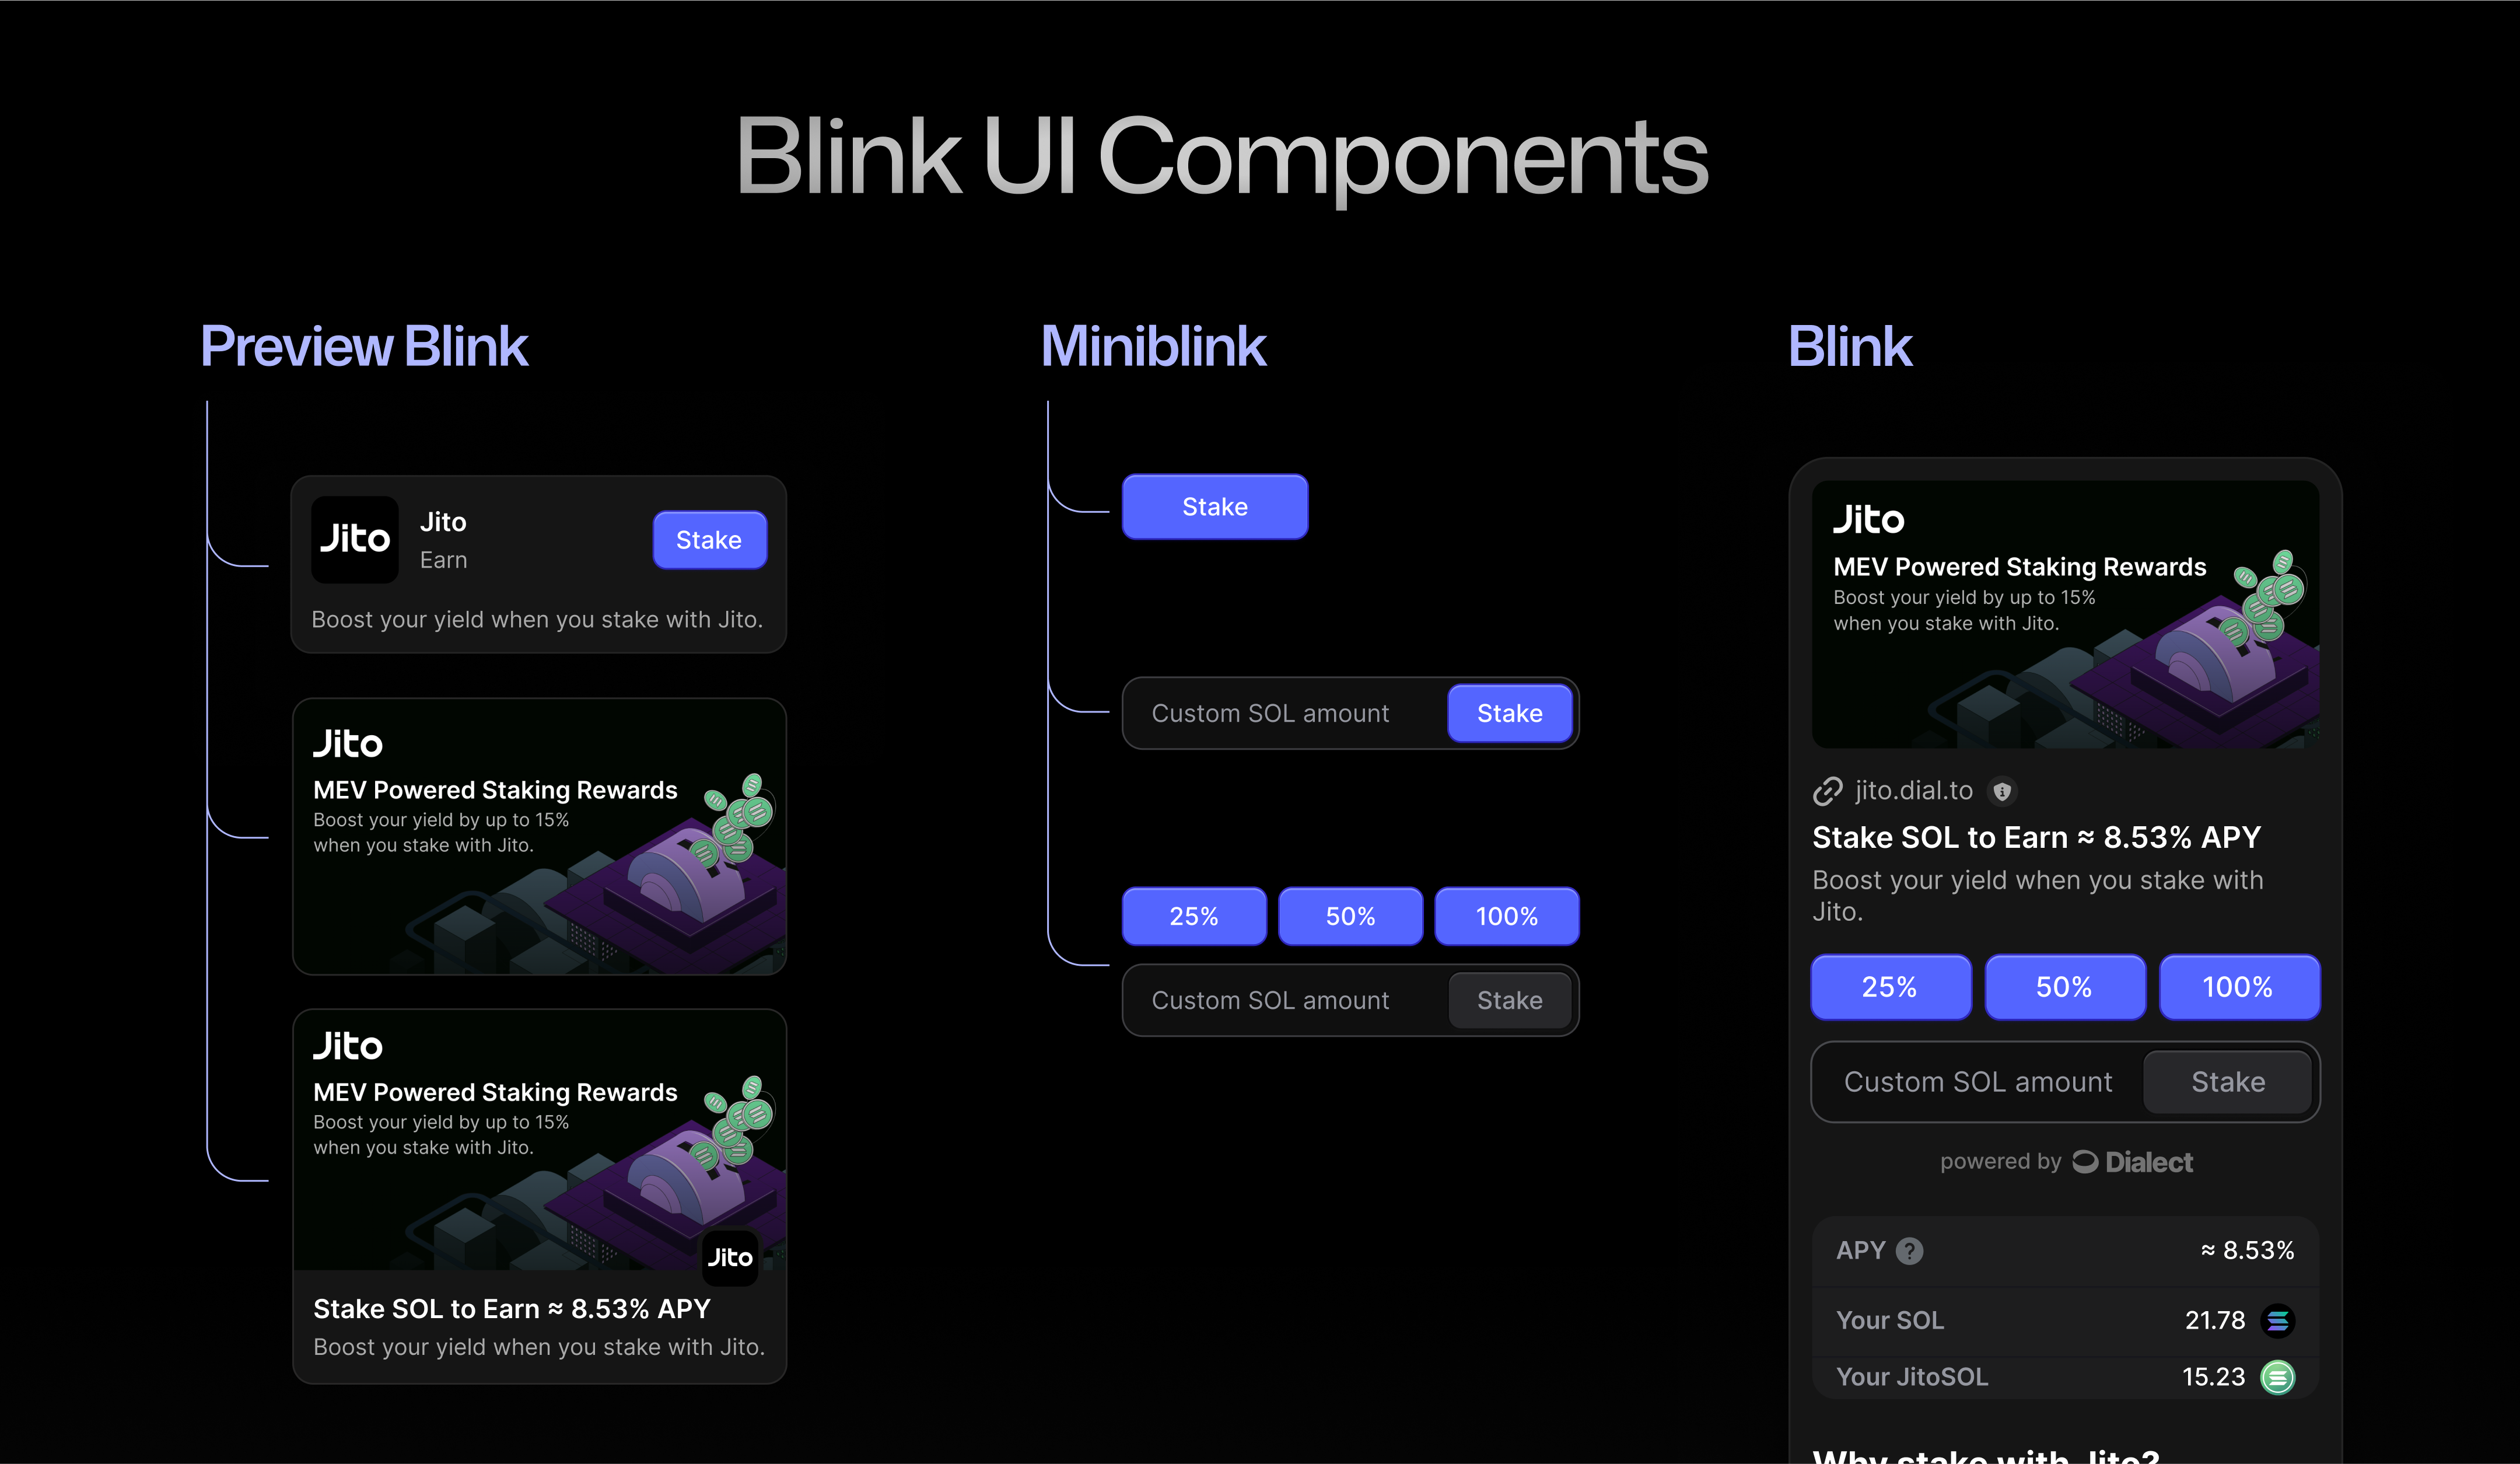 Blink UI Components
Preview Blink
Jito
Jito
Earn
Stake
Boost your yield when you stake with Jito.
Jito
MEV Powered Staking Rewards
Boost your yield by up to 15%
when you stake with Jito.
Jito
MEV Powered Staking Rewards
Boost your yield by up to 15%
when you stake with Jito.
Jito
Stake SOL to Earn ≈ 8.53% APY
Boost your yield when you stake with Jito.
Miniblink
Stake
Custom SOL amount
Stake
25%
50%
100%
Custom SOL amount
Stake
Blink
Jito
MEV Powered Staking Rewards
Boost your yield by up to 15%
when you stake with Jito.
jito.dial.to
Stake SOL to Earn ≈ 8.53% APY
Boost your yield when you stake with
Jito.
25%
50%
100%
Custom SOL amount
Stake
powered by Dialect
APY ?
≈ 8.53%
Your SOL
21.78
Your JitoSOL
15.23
Why stake with Jito?